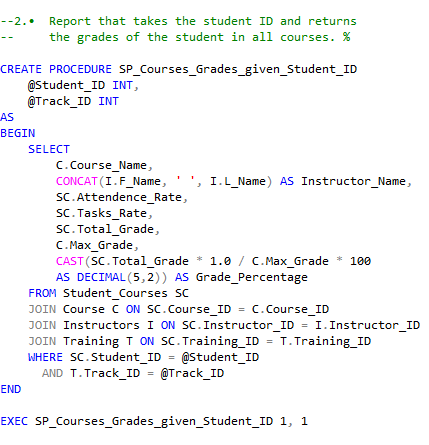 --2.•  Report that takes the student ID and returns
--     the grades of the student in all courses. %
CREATE PROCEDURE SP_Courses_Grades_given_Student_ID
    @Student_ID INT,
    @Track_ID INT
AS
BEGIN
    SELECT
        C.Course_Name,
        CONCAT(I.F_Name, ' ', I.L_Name) AS Instructor_Name,
        SC.Attendence_Rate,
        SC.Tasks_Rate,
        SC.Total_Grade,
        C.Max_Grade,
        CAST(SC.Total_Grade * 1.0 / C.Max_Grade * 100
        AS DECIMAL(5,2)) AS Grade_Percentage
    FROM Student_Courses SC
    JOIN Course C ON SC.Course_ID = C.Course_ID
    JOIN Instructors I ON SC.Instructor_ID = I.Instructor_ID
    JOIN Training T ON SC.Training_ID = T.Training_ID
    WHERE SC.Student_ID = @Student_ID
      AND T.Track_ID = @Track_ID
END
EXEC SP_Courses_Grades_given_Student_ID 1, 1